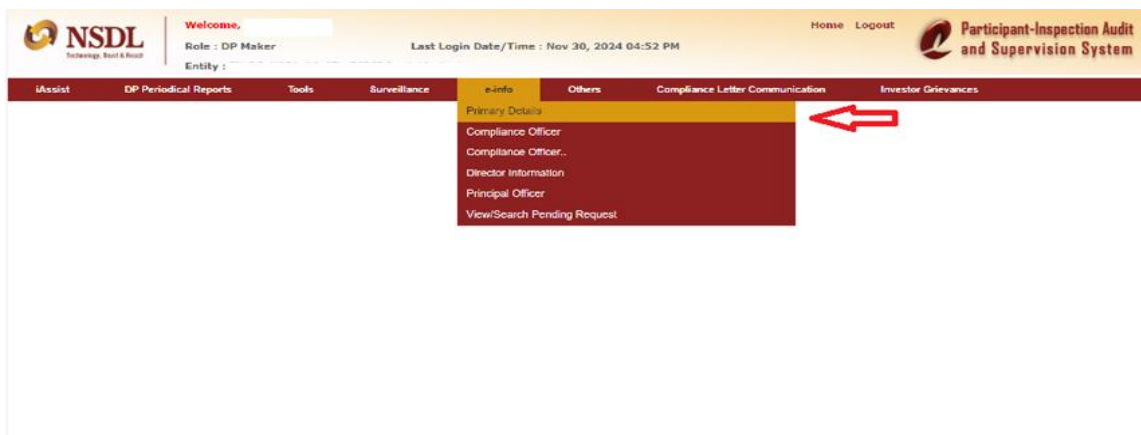 NSDL
Technology, Trust & Reach
Welcome,
Role : DP Maker
Last Login Date/Time : Nov 30, 2024 04:52 PM
Entity :
Home Logout
Participant-Inspection Audit
and Supervision System
iAssist DP Periodical Reports Tools Surveillance e-info Others Compliance Letter Communication Investor Grievances
Primary Details
Compliance Officer
Compliance Officer..
Director Information
Principal Officer
View/Search Pending Request